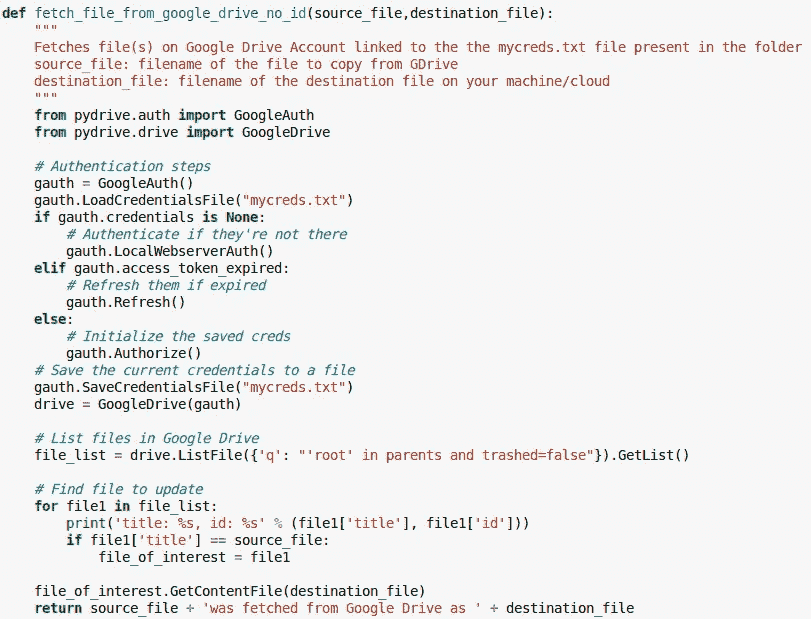 def fetch_file_from_google_drive_no_id(source_file,destination_file):
    """
    Fetches file(s) on Google Drive Account linked to the the mycreds.txt file present in the folder
    source_file: filename of the file to copy from GDrive
    destination_file: filename of the destination file on your machine/cloud
    """
    from pydrive.auth import GoogleAuth
    from pydrive.drive import GoogleDrive

    # Authentication steps
    gauth = GoogleAuth()
    gauth.LoadCredentialsFile("mycreds.txt")
    if gauth.credentials is None:
        # Authenticate if they're not there
        gauth.LocalWebserverAuth()
    elif gauth.access_token_expired:
        # Refresh them if expired
        gauth.Refresh()
    else:
        # Initialize the saved creds
        gauth.Authorize()
    # Save the current credentials to a file
    gauth.SaveCredentialsFile("mycreds.txt")
    drive = GoogleDrive(gauth)

    # List files in Google Drive
    file_list = drive.ListFile({'q': "'root' in parents and trashed=false"}).GetList()

    # Find file to update
    for file1 in file_list:
        print('title: %s, id: %s' % (file1['title'], file1['id']))
        if file1['title'] == source_file:
            file_of_interest = file1

    file_of_interest.GetContentFile(destination_file)
    return source_file + 'was fetched from Google Drive as ' + destination_file